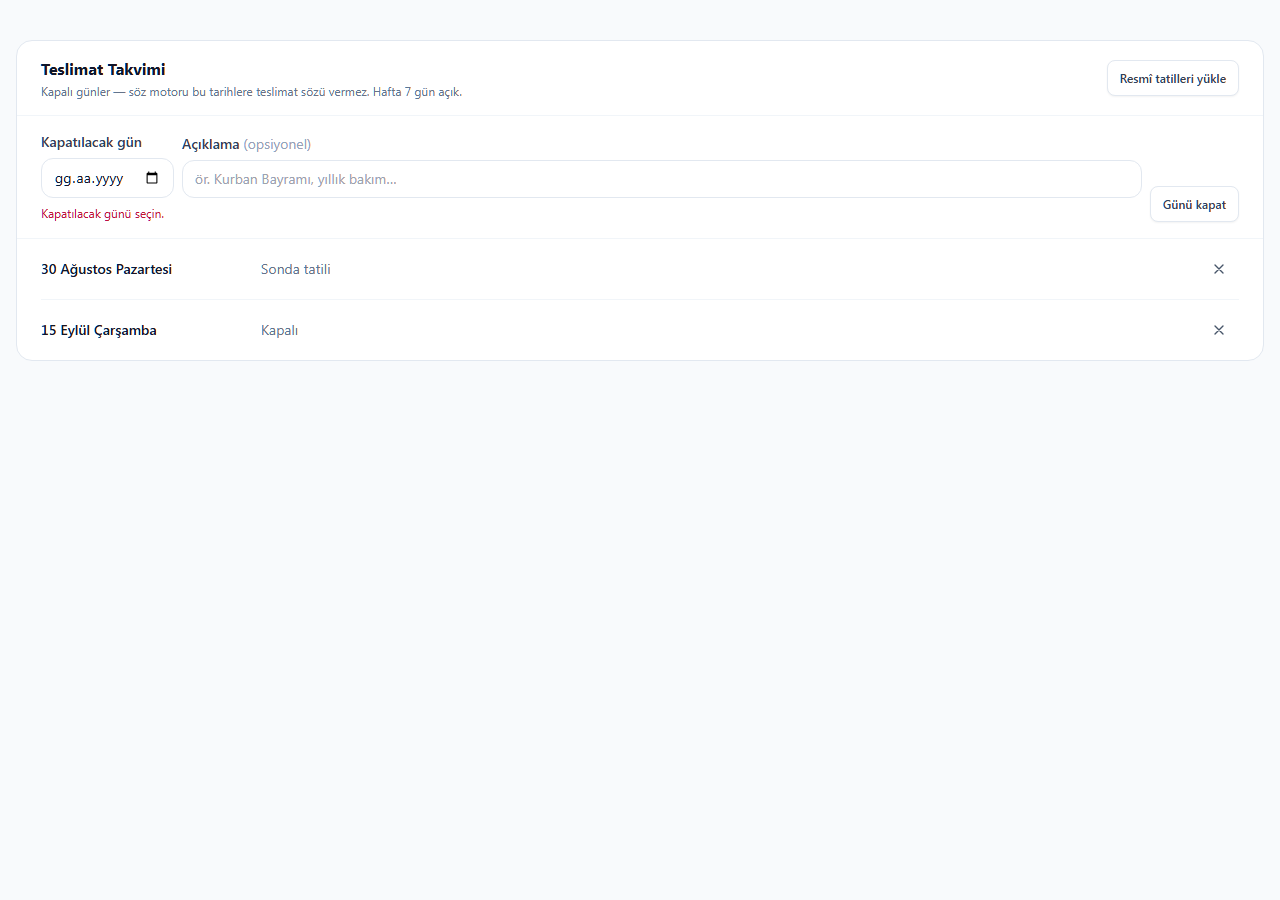 Teslimat Takvimi
Kapalı günler — söz motoru bu tarihlere teslimat sözü vermez. Hafta 7 gün açık.
Resmî tatilleri yükle
Kapatılacak gün
Açıklama (opsiyonel)
gg.aa.yyyy
ör. Kurban Bayramı, yıllık bakım…
Kapatılacak günü seçin.
Günü kapat
30 Ağustos Pazartesi
Sonda tatili
15 Eylül Çarşamba
Kapalı